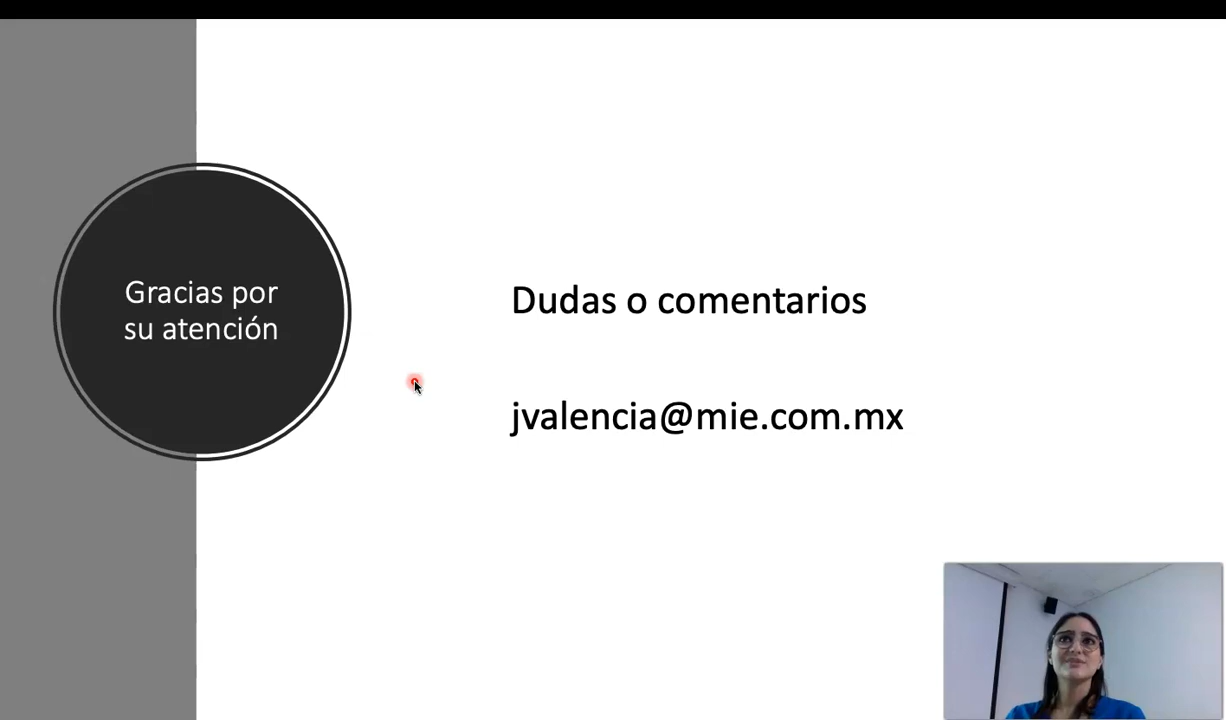 Gracias por
su atención
Dudas o comentarios
jvalencia@mie.com.mx